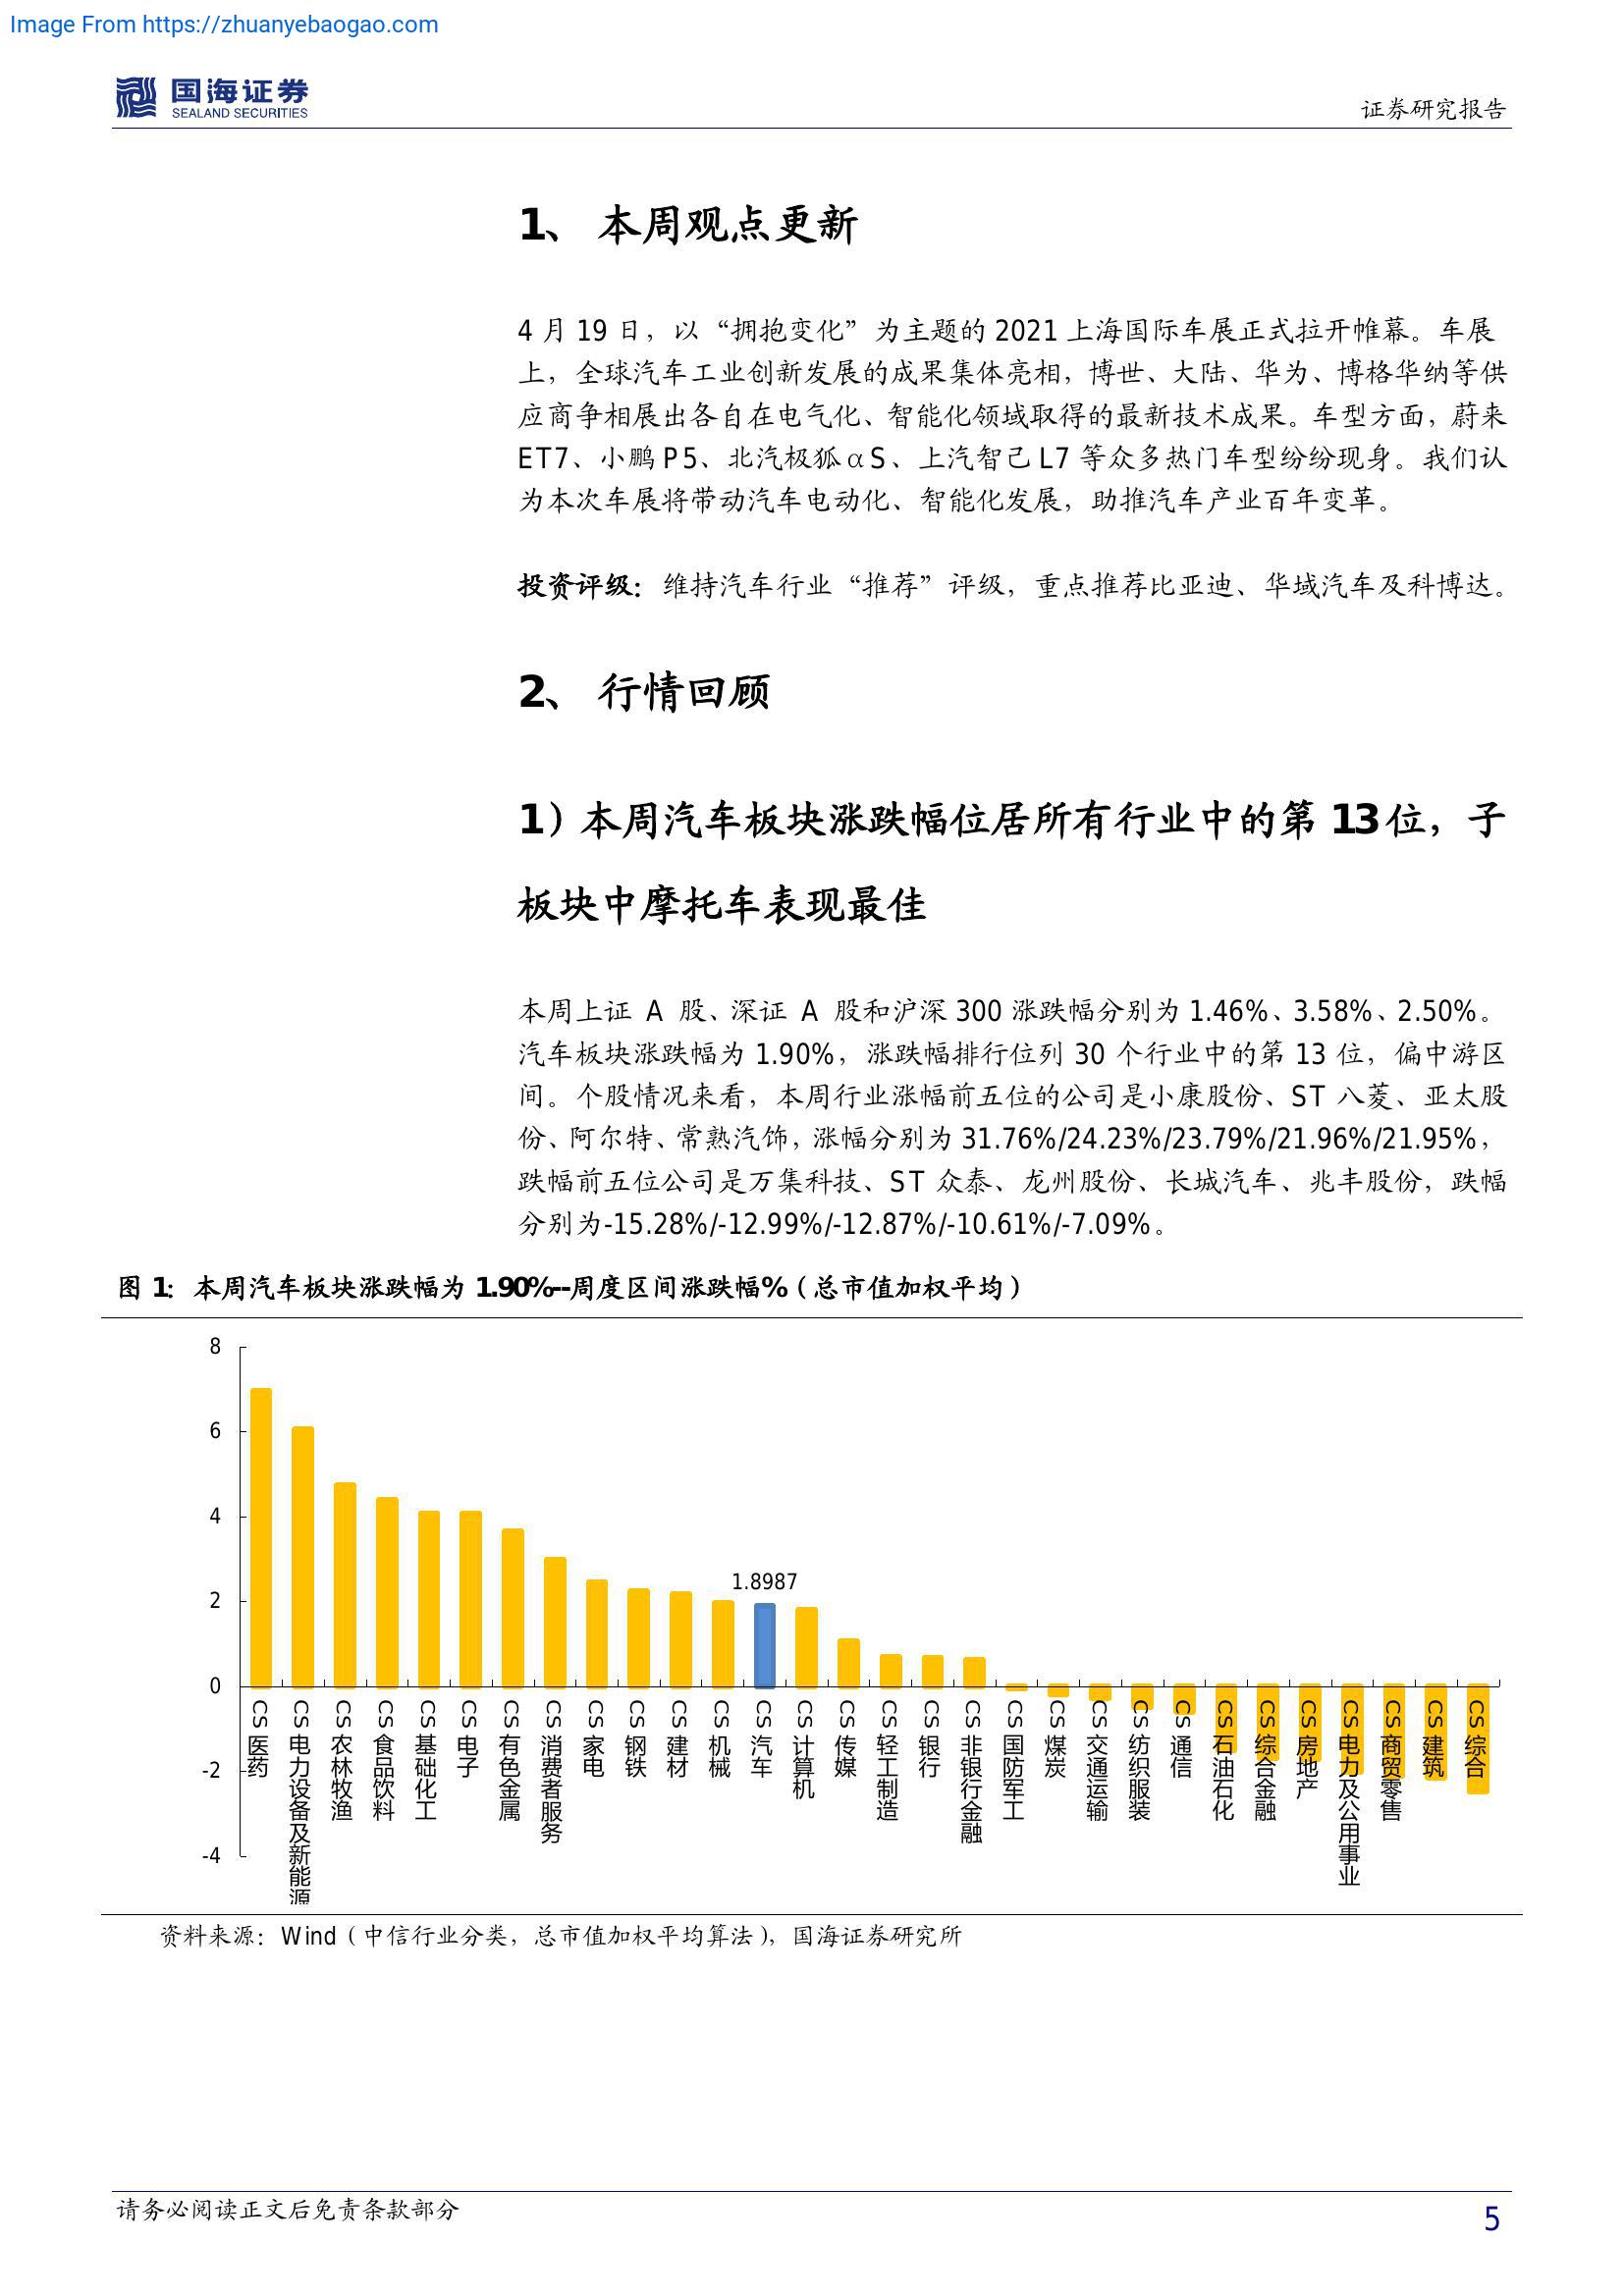 Image From https://zhuanyebaogao.com
国海证券
SEALAND SECURITIES
证券研究报告
1、 本周观点更新
4 月 19 日，以“拥抱变化”为主题的 2021 上海国际车展正式拉开帷幕。车展
上，全球汽车工业创新发展的成果集体亮相，博世、大陆、华为、博格华纳等供
应商争相展出各自在电气化、智能化领域取得的最新技术成果。车型方面，蔚来
ET7、小鹏 P5、北汽极狐 αS、上汽智己 L7 等众多热门车型纷纷现身。我们认
为本次车展将带动汽车电动化、智能化发展，助推汽车产业百年变革。
投资评级：维持汽车行业“推荐”评级，重点推荐比亚迪、华域汽车及科博达。
2、 行情回顾
1）本周汽车板块涨跌幅位居所有行业中的第 13 位，子
板块中摩托车表现最佳
本周上证 A 股、深证 A 股和沪深 300 涨跌幅分别为 1.46%、3.58%、2.50%。
汽车板块涨跌幅为 1.90%，涨跌幅排行位列 30 个行业中的第 13 位，偏中游区
间。个股情况来看，本周行业涨幅前五位的公司是小康股份、ST 八菱、亚太股
份、阿尔特、常熟汽饰，涨幅分别为 31.76%/24.23%/23.79%/21.96%/21.95%，
跌幅前五位公司是万集科技、ST 众泰、龙州股份、长城汽车、兆丰股份，跌幅
分别为-15.28%/-12.99%/-12.87%/-10.61%/-7.09%。
图 1：本周汽车板块涨跌幅为 1.90%--周度区间涨跌幅%（总市值加权平均）
8
6
4
2
0
-2
-4
1.8987
CS医药
CS电力设备及新能源
CS农林牧渔
CS食品饮料
CS基础化工
CS电子
CS有色金属
CS消费者服务
CS家电
CS钢铁
CS建材
CS机械
CS汽车
CS计算机
CS传媒
CS轻工制造
CS银行
CS非银行金融
CS国防军工
CS煤炭
CS交通运输
CS纺织服装
CS通信
CS石油石化
CS综合金融
CS房地产
CS电力及公用事业
CS商贸零售
CS建筑
CS综合
资料来源：Wind（中信行业分类，总市值加权平均算法），国海证券研究所
请务必阅读正文后免责条款部分
5